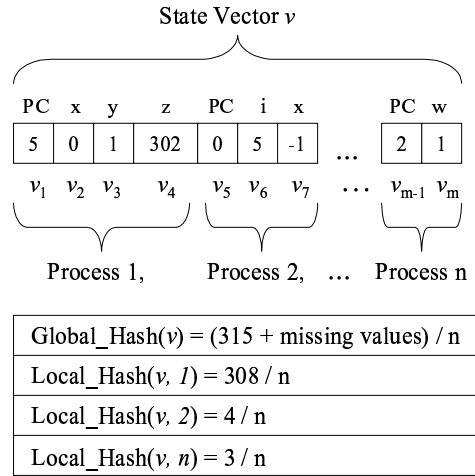 State Vector v
PC x y z PC i x PC w
5 0 1 302 0 5 -1 ... 2 1
v1 v2 v3 v4 v5 v6 v7 ... vm-1 vm
Process 1, Process 2, ... Process n
Global_Hash(v) = (315 + missing values) / n
Local_Hash(v, 1) = 308 / n
Local_Hash(v, 2) = 4 / n
Local_Hash(v, n) = 3 / n